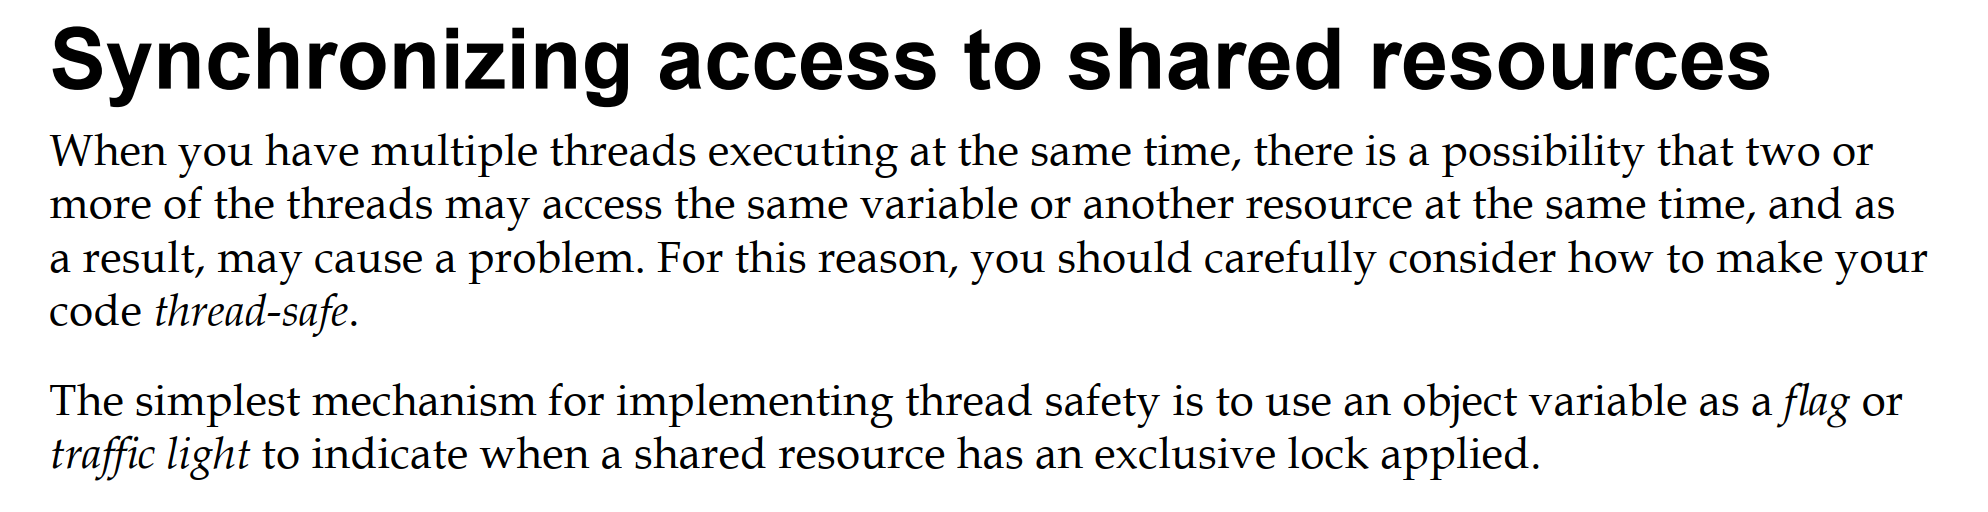 Synchronizing access to shared resources
When you have multiple threads executing at the same time, there is a possibility that two or
more of the threads may access the same variable or another resource at the same time, and as
a result, may cause a problem. For this reason, you should carefully consider how to make your
code thread-safe.
The simplest mechanism for implementing thread safety is to use an object variable as a flag or
traffic light to indicate when a shared resource has an exclusive lock applied.